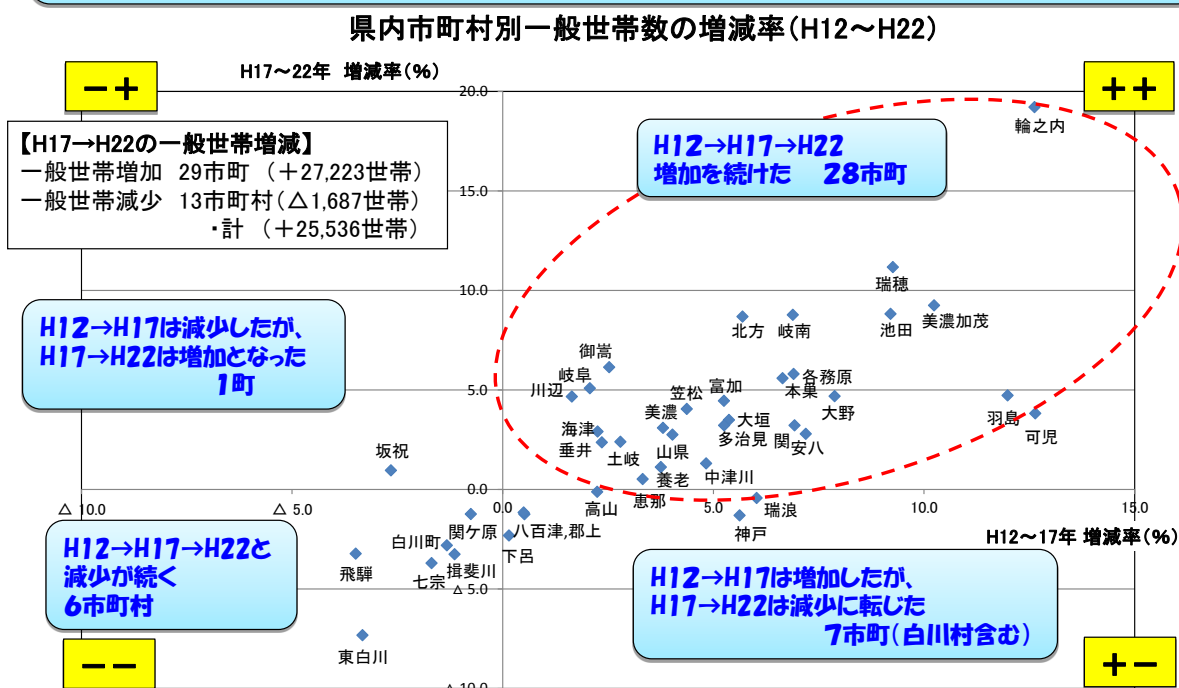 県内市町村別一般世帯数の増減率(H12～H22)
H17～22年 増減率(%)
－＋
＋＋
【H17→H22の一般世帯増減】
一般世帯増加 29市町 （＋27,223世帯）
一般世帯減少 13市町村(△1,687世帯)
・計 （＋25,536世帯）
H12→H17→H22
増加を続けた 28市町
H12→H17は減少したが、
H17→H22は増加となった
1町
H12→H17→H22と
減少が続く
6市町村
H12→H17は増加したが、
H17→H22は減少に転じた
7市町(白川村含む)
－－
＋－
20.0
15.0
10.0
5.0
0.0
△ 5.0
△ 10.0
△ 10.0
△ 5.0
0.0
5.0
10.0
15.0
H12～17年 増減率(%)
輪之内
瑞穂
美濃加茂
池田
北方
岐南
御嵩
岐阜
川辺
各務原
本巣
大野
羽島
可児
富加
笠松
美濃
大垣
多治見
関
安八
海津
垂井
土岐
山県
養老
中津川
恵那
高山
瑞浪
神戸
坂祝
関ケ原
八百津,郡上
下呂
白川町
揖斐川
七宗
飛騨
東白川